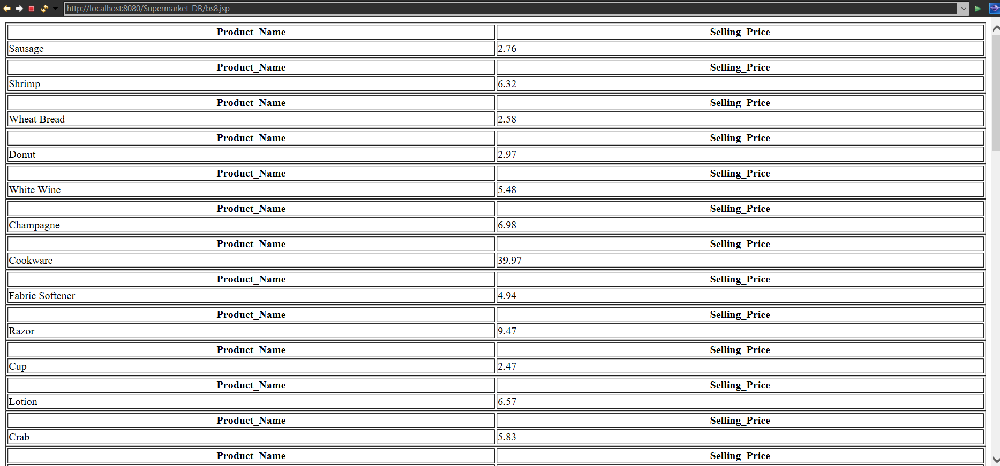 http://localhost:8080/Supermarket_DB/bs8.jsp
Product_Name Selling_Price
Sausage 2.76
Product_Name Selling_Price
Shrimp 6.32
Product_Name Selling_Price
Wheat Bread 2.58
Product_Name Selling_Price
Donut 2.97
Product_Name Selling_Price
White Wine 5.48
Product_Name Selling_Price
Champagne 6.98
Product_Name Selling_Price
Cookware 39.97
Product_Name Selling_Price
Fabric Softener 4.94
Product_Name Selling_Price
Razor 9.47
Product_Name Selling_Price
Cup 2.47
Product_Name Selling_Price
Lotion 6.57
Product_Name Selling_Price
Crab 5.83
Product_Name Selling_Price